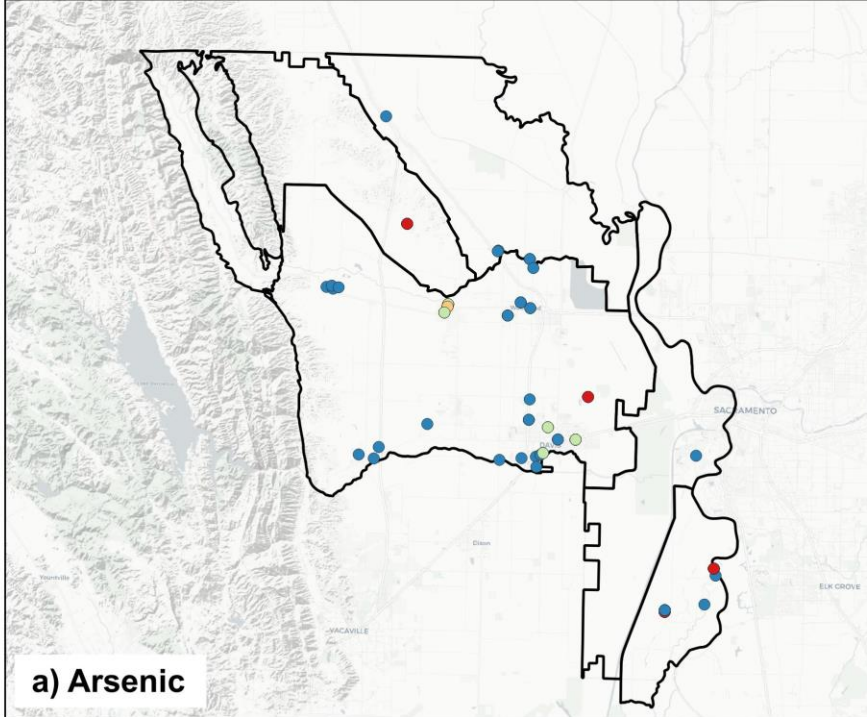 SACRAMENTO
DAVIS
Dixon
Yountville
ELK GROVE
VACAVILLE
a) Arsenic